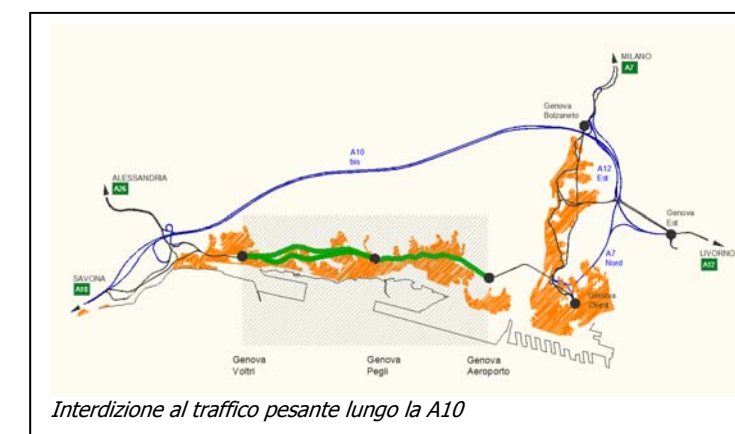 MILANO
A7
Genova
Bolzaneto
A10
bis
ALESSANDRIA
A26
A12
Est
Genova
Est
LIVORNO
A12
A7
Nord
SAVONA
A10
Genova
Ovest
Genova
Voltri
Genova
Pegli
Genova
Aeroporto
Interdizione al traffico pesante lungo la A10